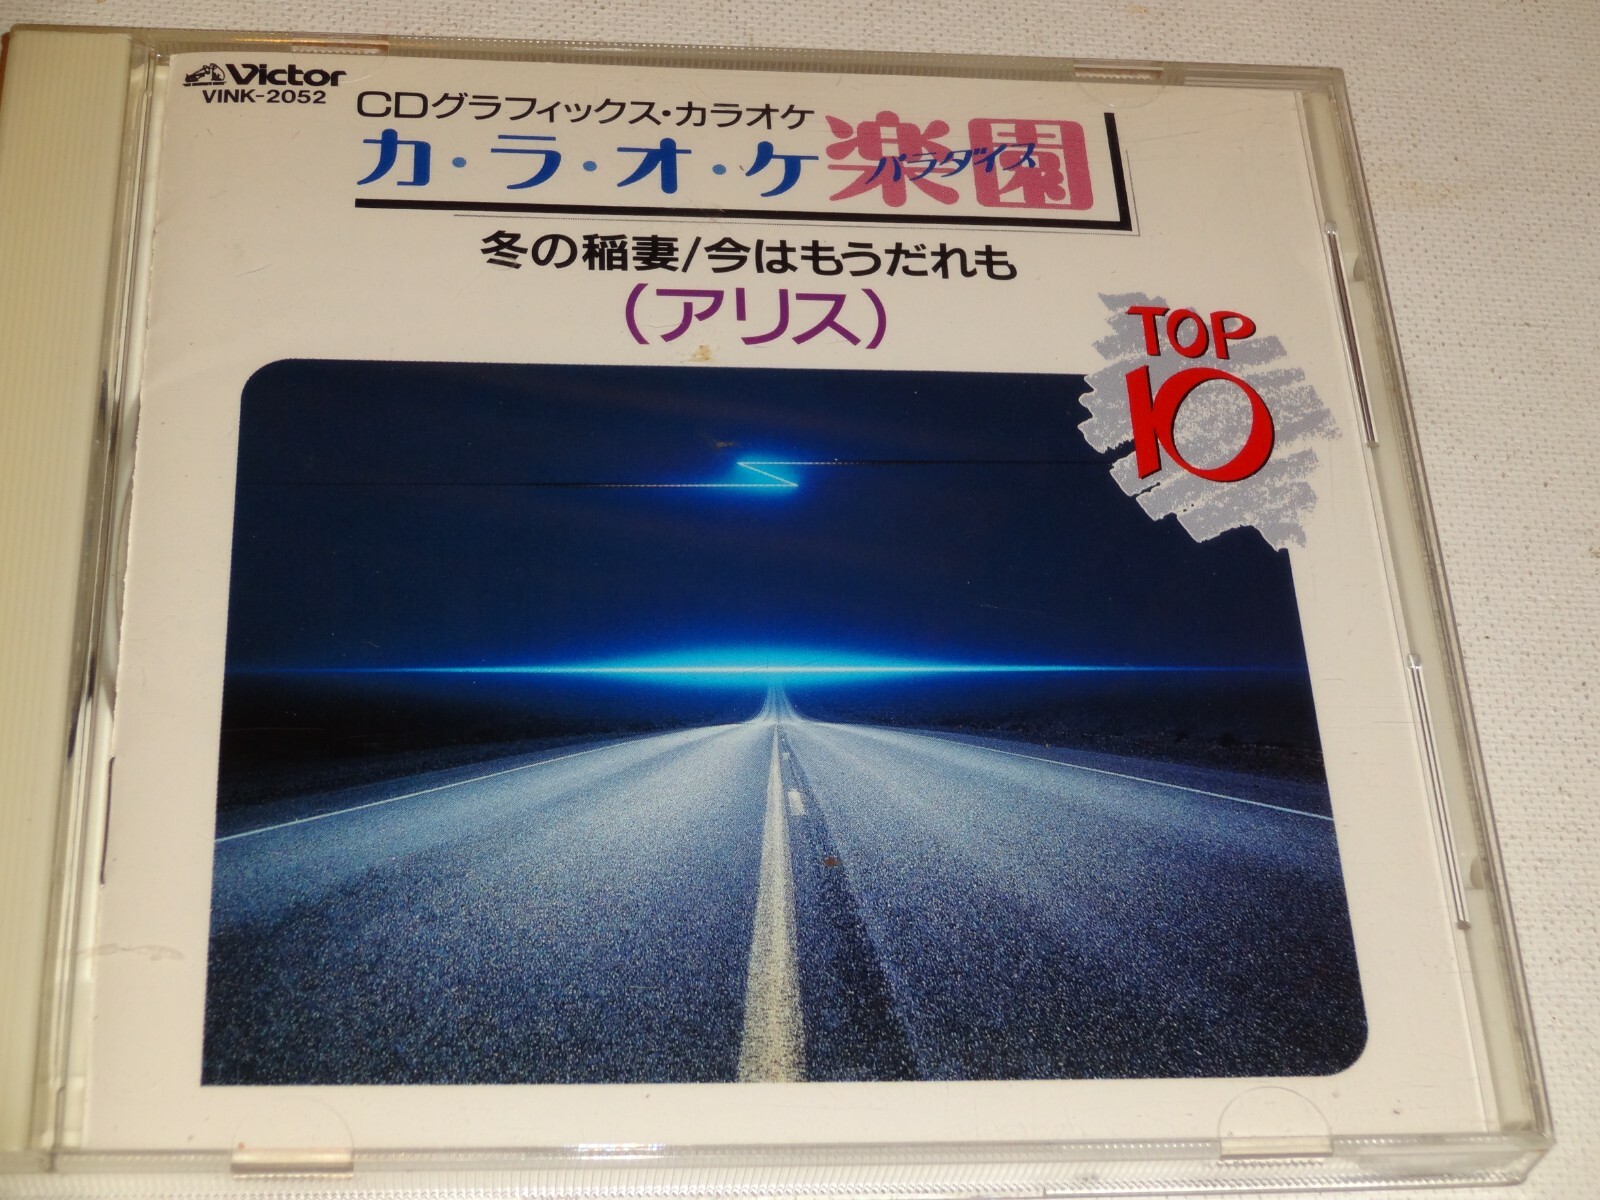 Victor
VINK-2052
CDグラフィックス・カラオケ
カ・ラ・オ・ケ楽園
パラダイス
冬の稲妻/今はもうだれも
(アリス)
TOP
10